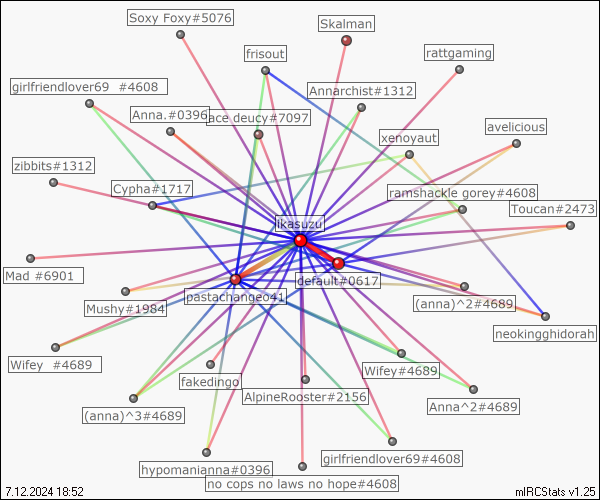 Soxy Foxy#5076
Skalman
frisout
rattgaming
girlfriendlover69 #4608
Annarchist#1312
Anna.#0396
ace deucy#7097
avelicious
xenoyaut
zibbits#1312
Cypha#1717
ramshackle gorey#4608
Toucan#2473
ikasuzu
Mad #6901
default#0617
pastachangeo41
Mushy#1984
(anna)^2#4689
neokingghidorah
Wifey #4689
Wifey#4689
fakedingo
AlpineRooster#2156
(anna)^3#4689
Anna^2#4689
girlfriendlover69#4608
hypomanianna#0396
no cops no laws no hope#4608
7.12.2024 18:52
mIRCStats v1.25